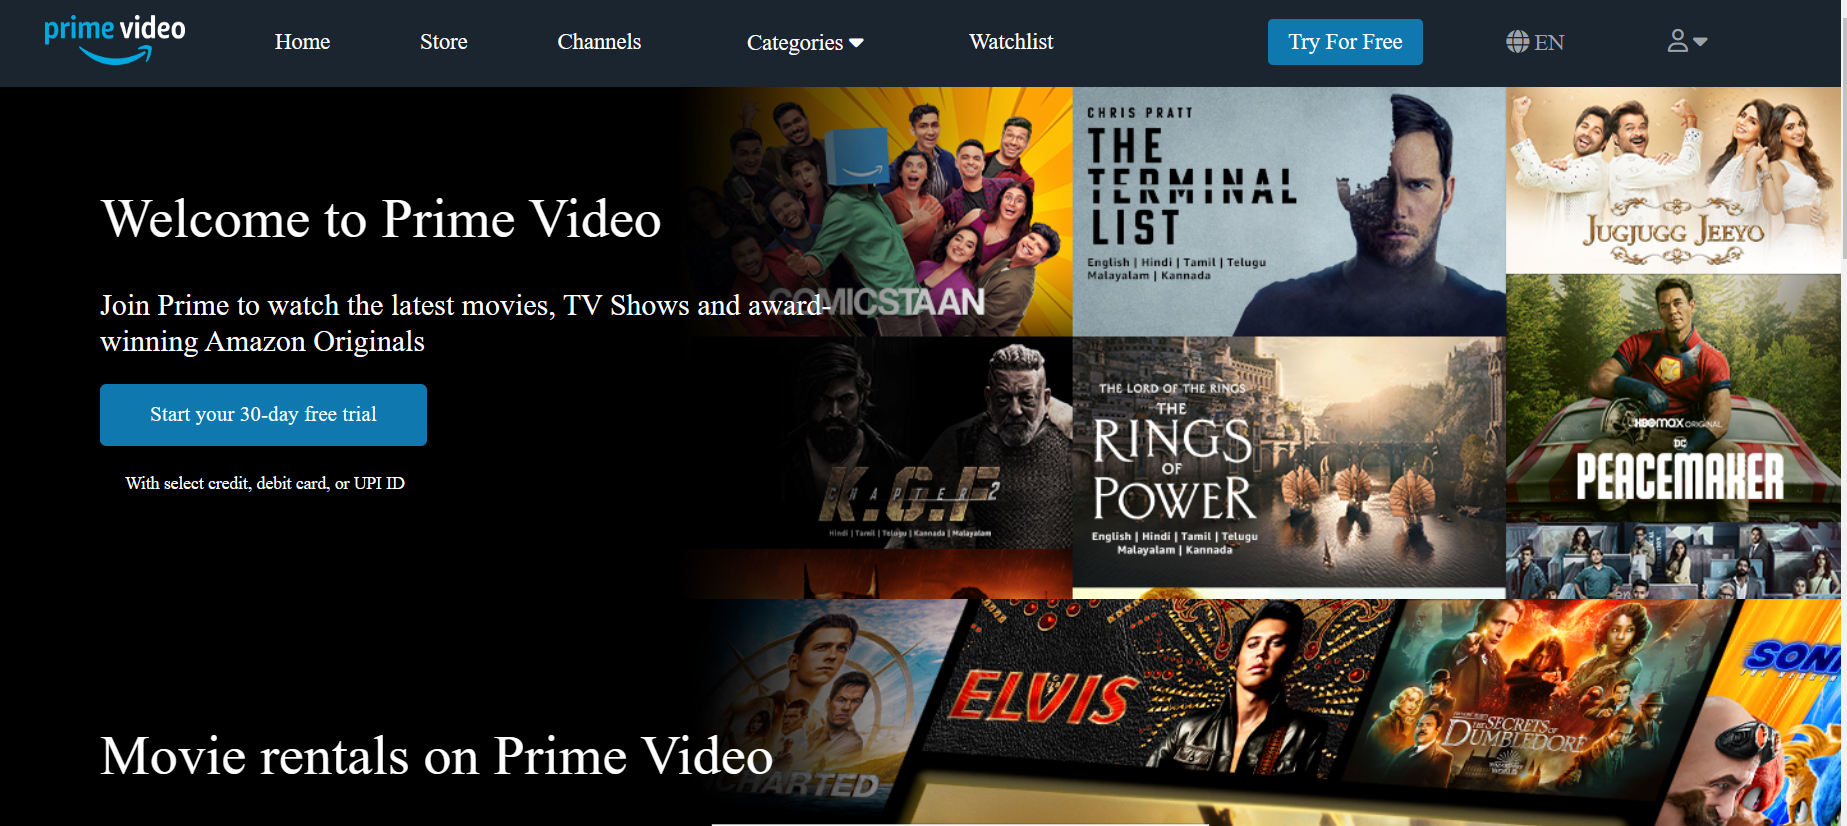 prime video
Home
Store
Channels
Categories
Watchlist
Try For Free
EN
Welcome to Prime Video
Join Prime to watch the latest movies, TV Shows and award-
winning Amazon Originals
Start your 30-day free trial
With select credit, debit card, or UPI ID
COMICSTAAN
CHRIS PRATT
THE
TERMINAL
LIST
English | Hindi | Tamil | Telugu
Malayalam | Kannada
JUGJUGG JEEYO
K.G.F
CHAPTER 2
Hindi | Tamil | Telugu | Kannada | Malayalam
THE LORD OF THE RINGS
THE
RINGS
OF
POWER
English | Hindi | Tamil | Telugu
Malayalam | Kannada
HBOMAX ORIGINAL
DC
PEACEMAKER
Movie rentals on Prime Video
CHARTED
ELVIS
THE SECRETS OF
DUMBLEDORE
WIZARDING
WORLD
SON